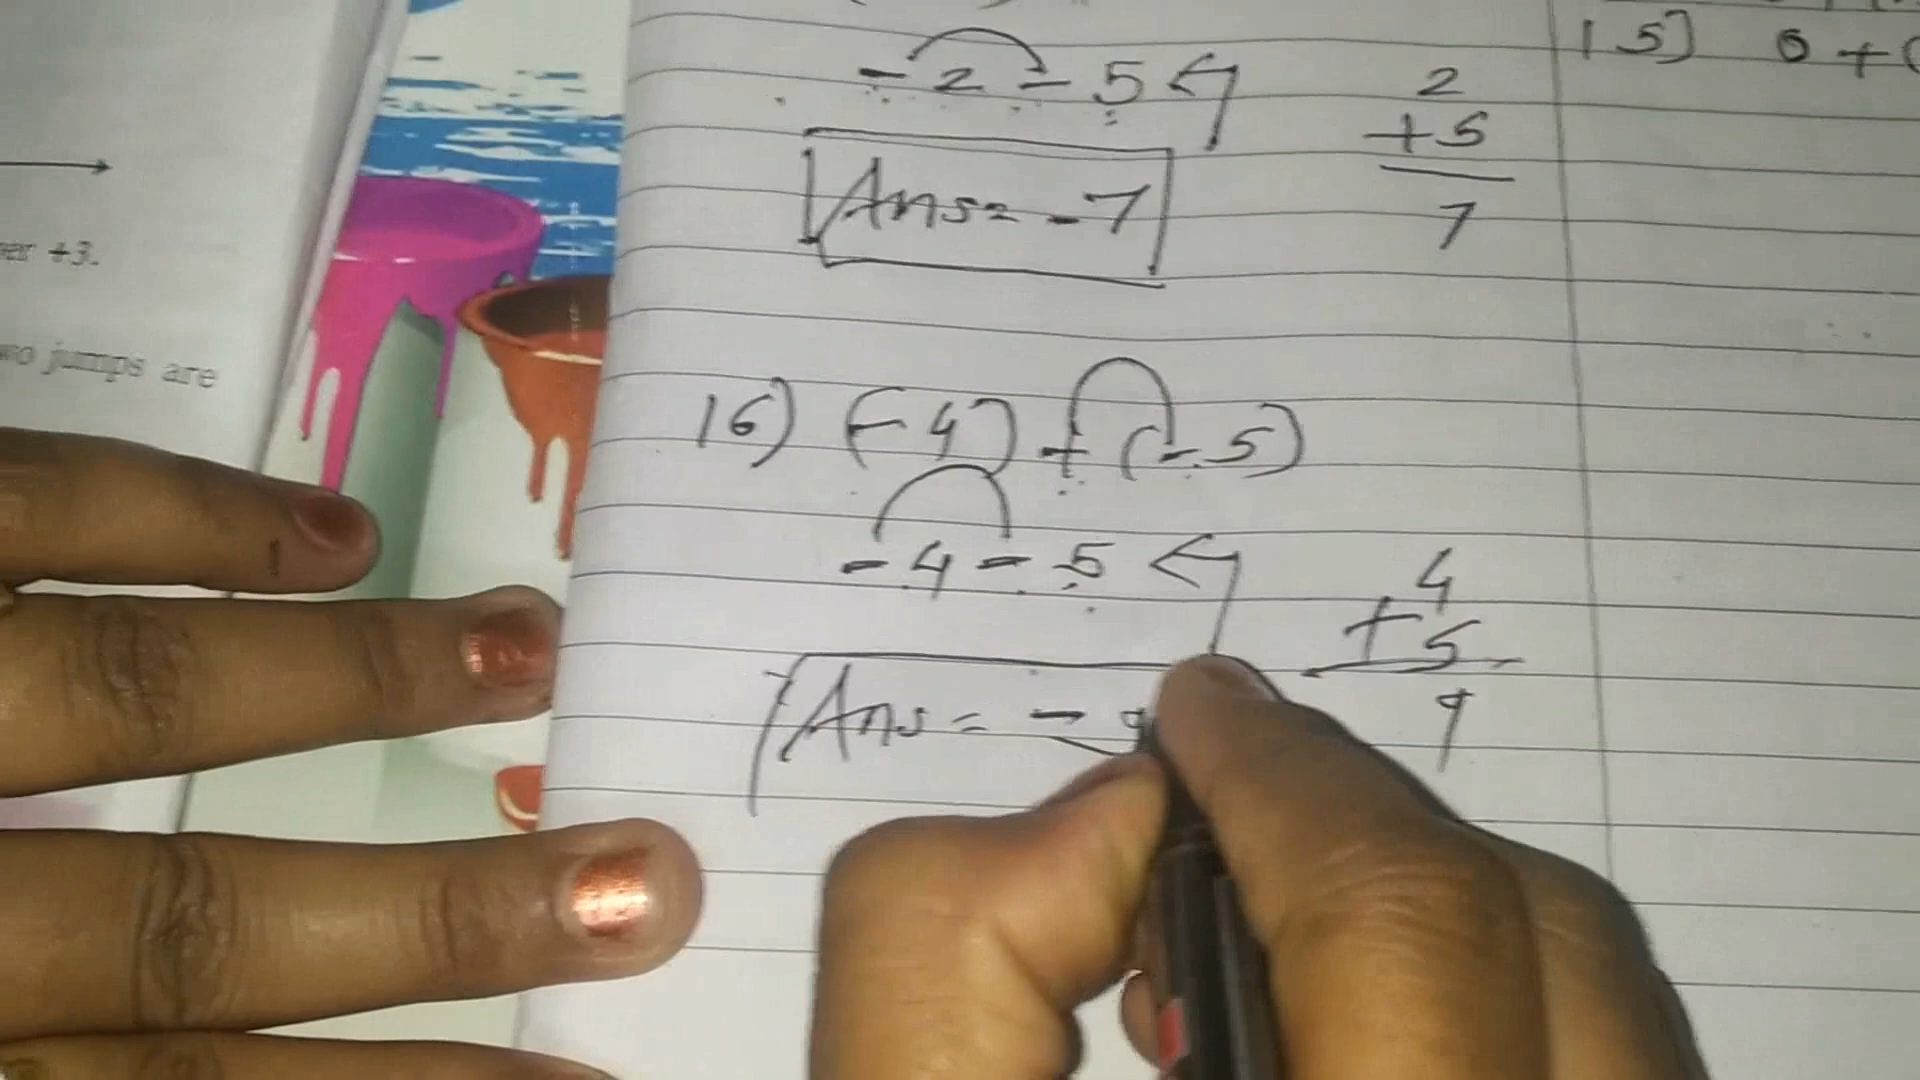 er +3.
wo jumps are
- 2 - 5
Ans = -7
2
+5
7
16) (-4) + (-5)
- 4 - 5
Ans = - 9
4
+ 5
9
15] 0 + (